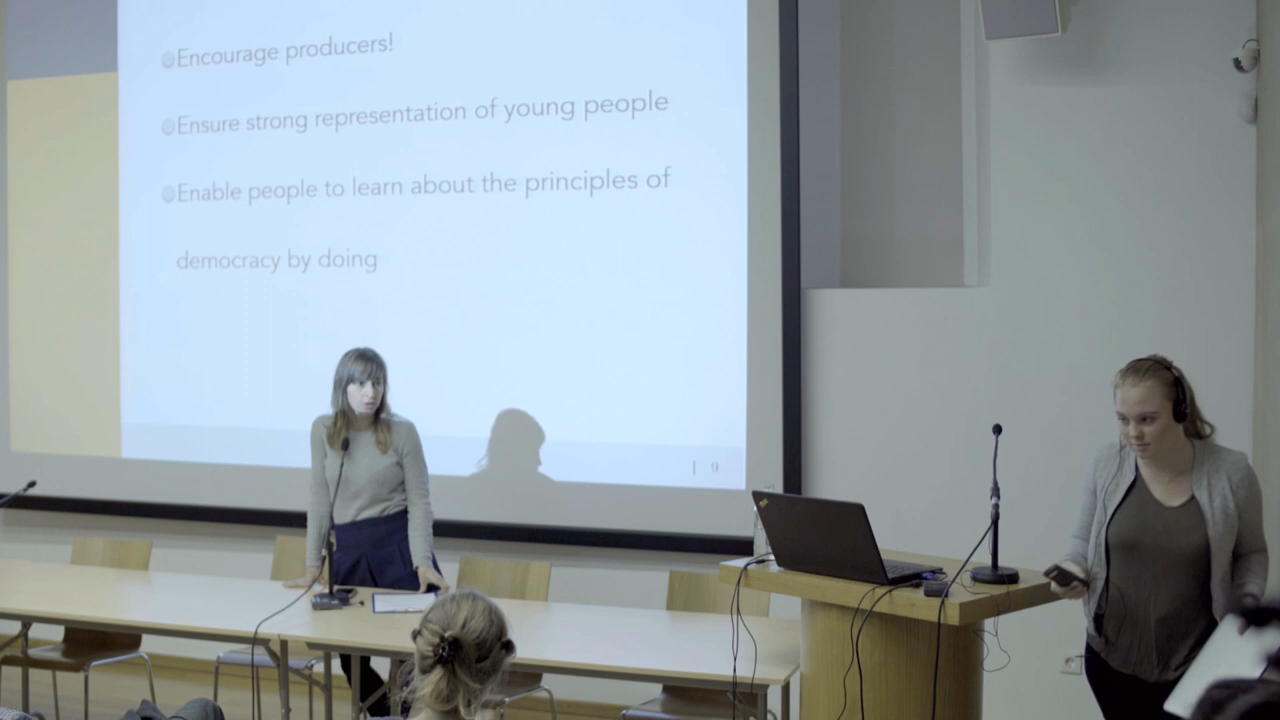 Encourage producers!
Ensure strong representation of young people
Enable people to learn about the principles of
democracy by doing
| 9